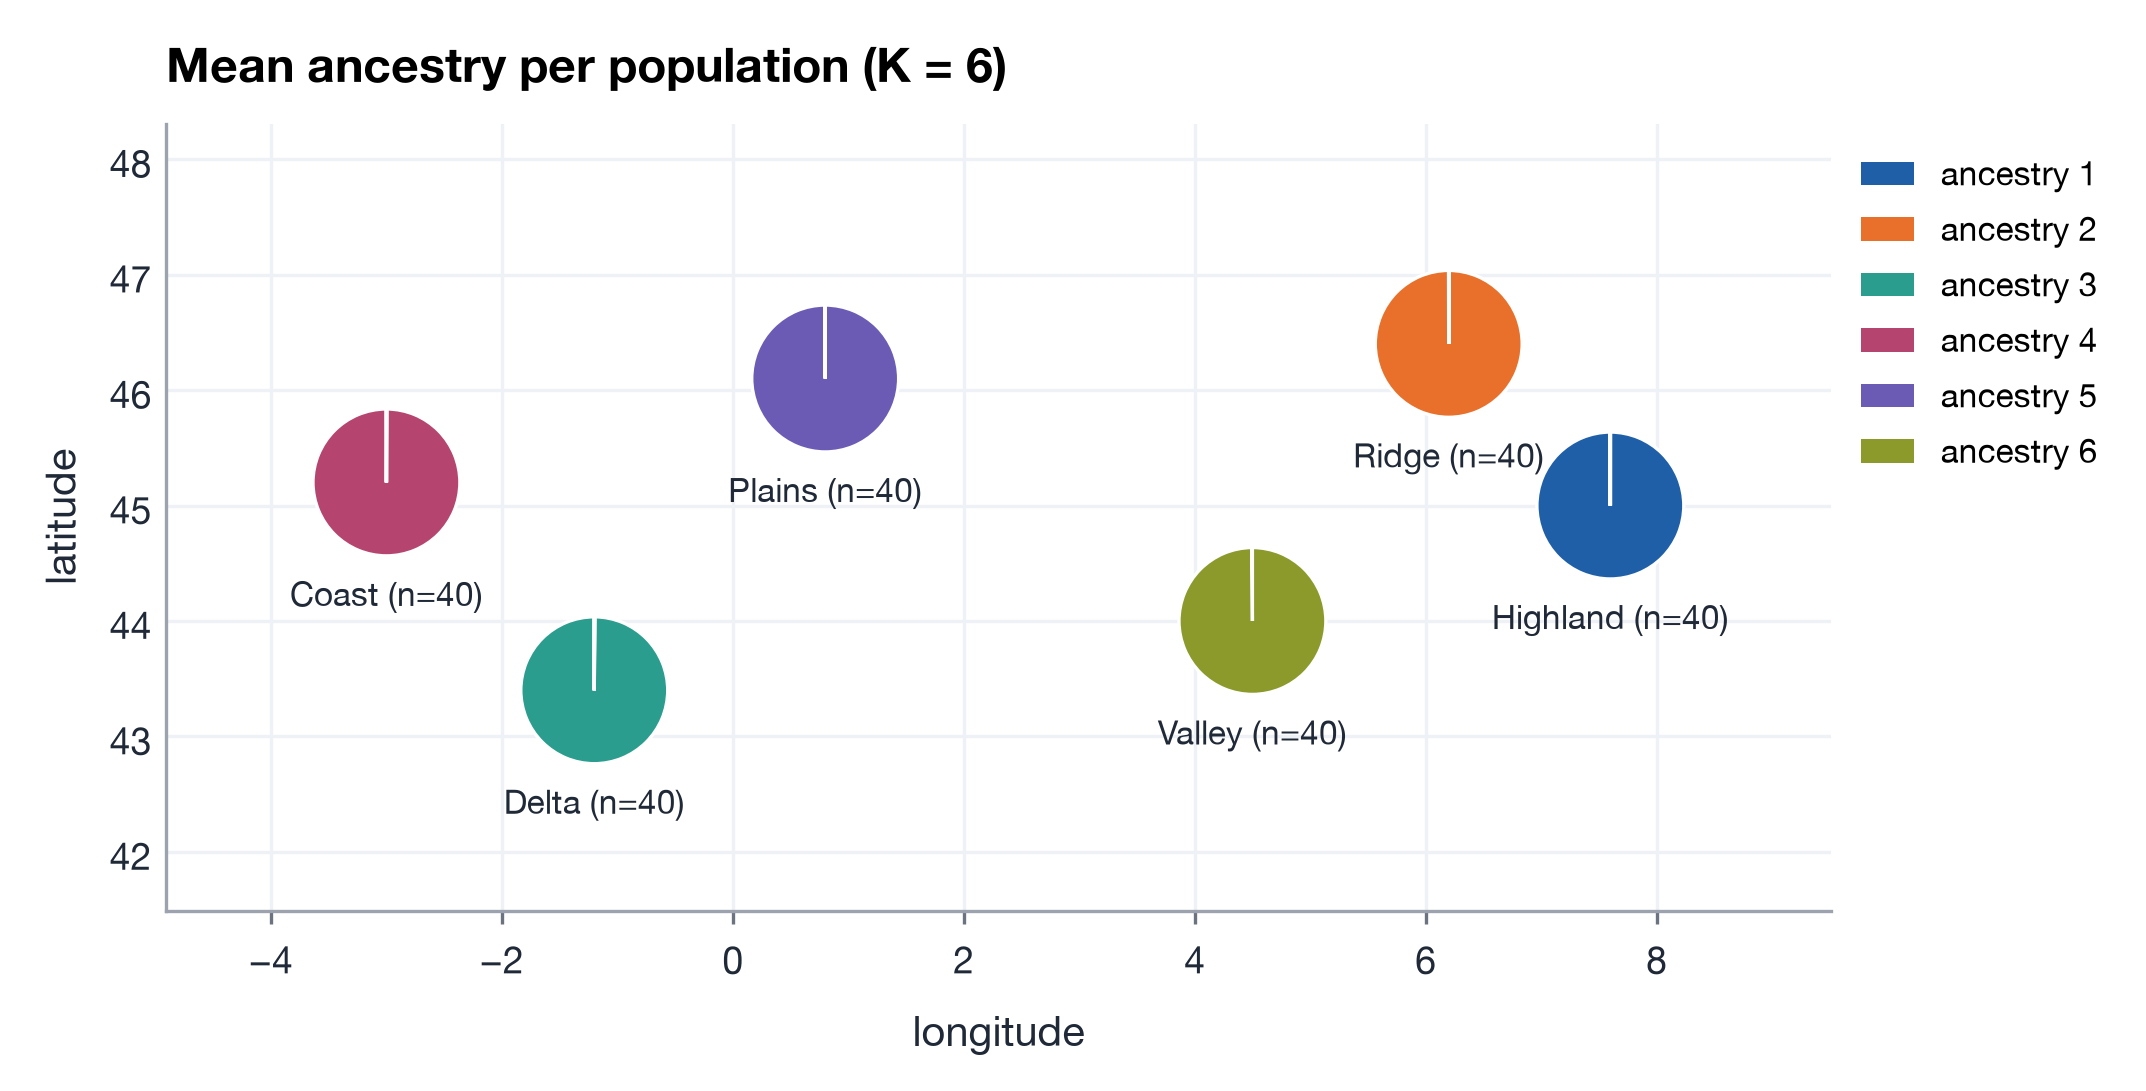 Mean ancestry per population (K = 6)
48
47
46
45
44
43
42
latitude
Ridge (n=40)
Plains (n=40)
Coast (n=40)
Highland (n=40)
Valley (n=40)
Delta (n=40)
−4
−2
0
2
4
6
8
longitude
ancestry 1
ancestry 2
ancestry 3
ancestry 4
ancestry 5
ancestry 6